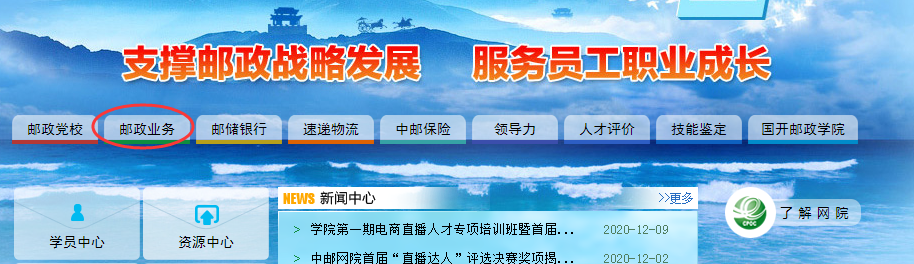 支撑邮政战略发展 服务员工职业成长
邮政党校 邮政业务 邮储银行 速递物流 中邮保险 领导力 人才评价 技能鉴定 国开邮政学院
NEWS 新闻中心 >>更多
> 学院第一期电商直播人才专项培训班暨首届... 2020-12-09
> 中邮网院首届“直播达人”评选决赛奖项揭... 2020-12-02
学员中心 资源中心
CPCC 了解网院